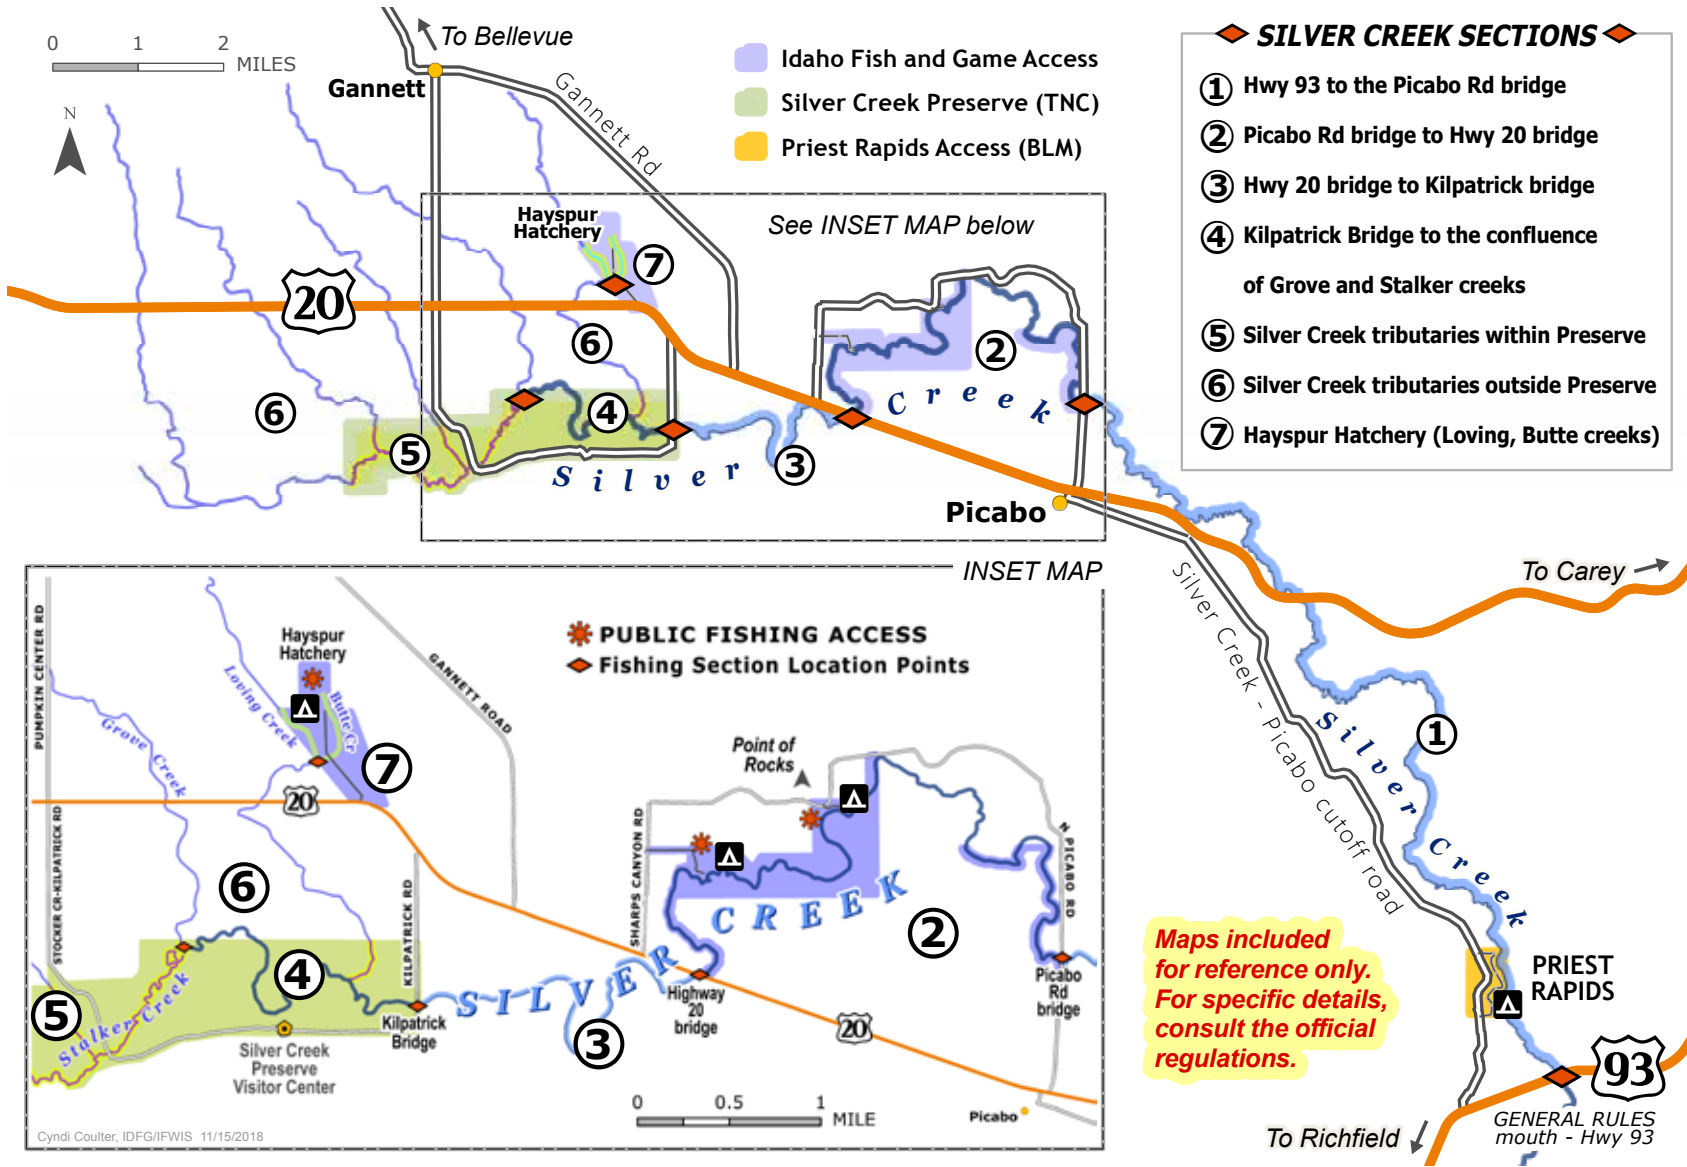 0 1 2
MILES
N
To Bellevue
Gannett
Gannett Rd
Idaho Fish and Game Access
Silver Creek Preserve (TNC)
Priest Rapids Access (BLM)
SILVER CREEK SECTIONS
1 Hwy 93 to the Picabo Rd bridge
2 Picabo Rd bridge to Hwy 20 bridge
3 Hwy 20 bridge to Kilpatrick bridge
4 Kilpatrick Bridge to the confluence
of Grove and Stalker creeks
5 Silver Creek tributaries within Preserve
6 Silver Creek tributaries outside Preserve
7 Hayspur Hatchery (Loving, Butte creeks)
See INSET MAP below
Hayspur
Hatchery
7
20
6
2
6
4
5
3
Silver Creek
Picabo
To Carey
Silver Creek - Picabo cutoff road
Silver Creek
1
PRIEST
RAPIDS
93
GENERAL RULES
mouth - Hwy 93
To Richfield
Maps included
for reference only.
For specific details,
consult the official
regulations.
INSET MAP
PUBLIC FISHING ACCESS
Fishing Section Location Points
PUMPKIN CENTER RD
Hayspur
Hatchery
GANNETT ROAD
Loving Creek
Butte Cr
Grove Creek
7
20
Point of
Rocks
STOCKER CR-KILPATRICK RD
SHARPS CANYON RD
N PICABO RD
6
KILPATRICK RD
CREEK
2
4
5
Stalker Creek
SILVER
Kilpatrick
Bridge
Highway
20
bridge
Picabo
Rd
bridge
3
20
Silver Creek
Preserve
Visitor Center
0 0.5 1
MILE
Picabo
Cyndi Coulter, IDFG/IFWIS 11/15/2018